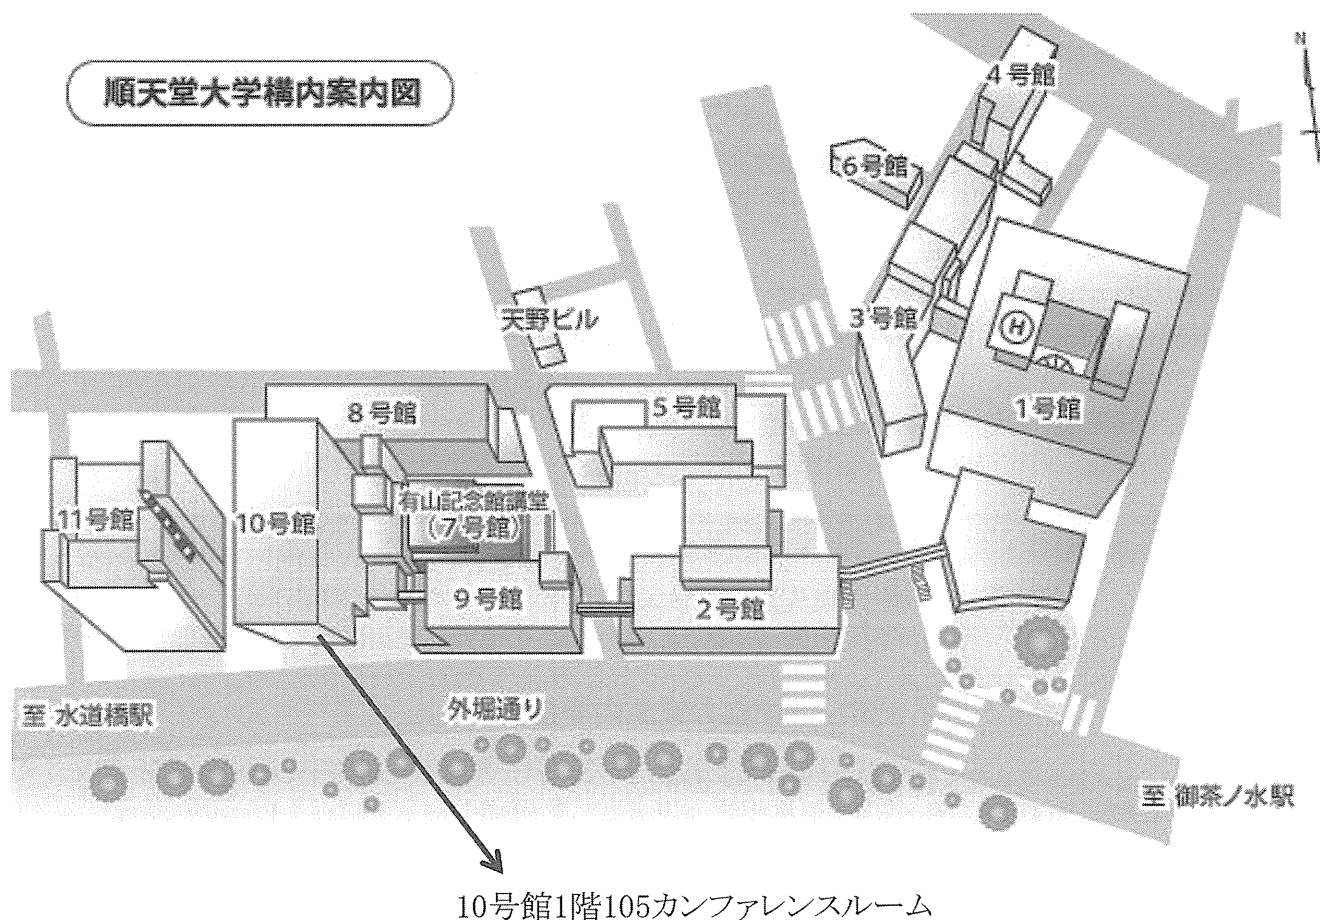 順天堂大学構内案内図
N
4号館
6号館
3号館
H
1号館
天野ビル
8号館
5号館
11号館
10号館
有山記念館講堂
(7号館)
9号館
2号館
至 水道橋駅
外堀通り
至 御茶ノ水駅
10号館1階105カンファレンスルーム